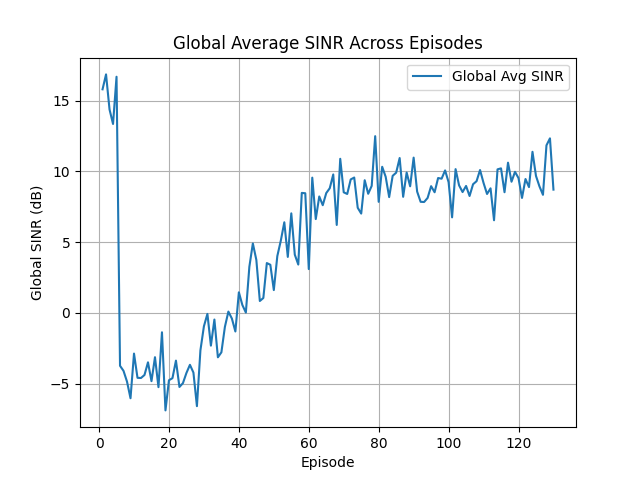 Global Average SINR Across Episodes
Global Avg SINR
Global SINR (dB)
15
10
5
0
−5
0 20 40 60 80 100 120
Episode